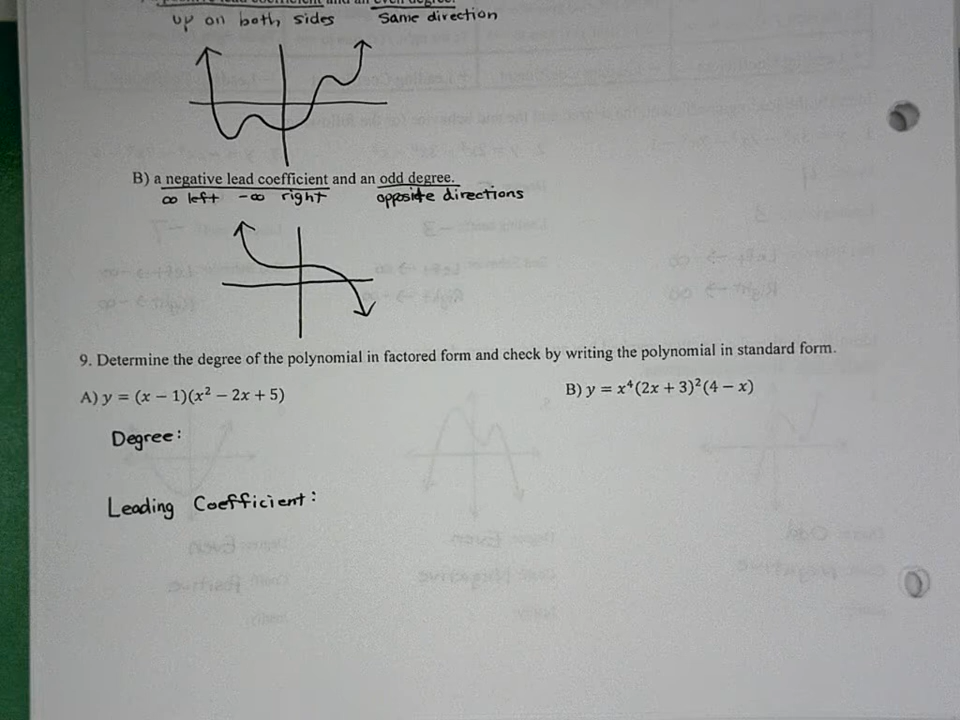 up on both sides same direction
B) a negative lead coefficient and an odd degree.
∞ left -∞ right opposite directions
9. Determine the degree of the polynomial in factored form and check by writing the polynomial in standard form.
A) y = (x − 1)(x² − 2x + 5) B) y = x⁴(2x + 3)²(4 − x)
Degree:
Leading Coefficient: